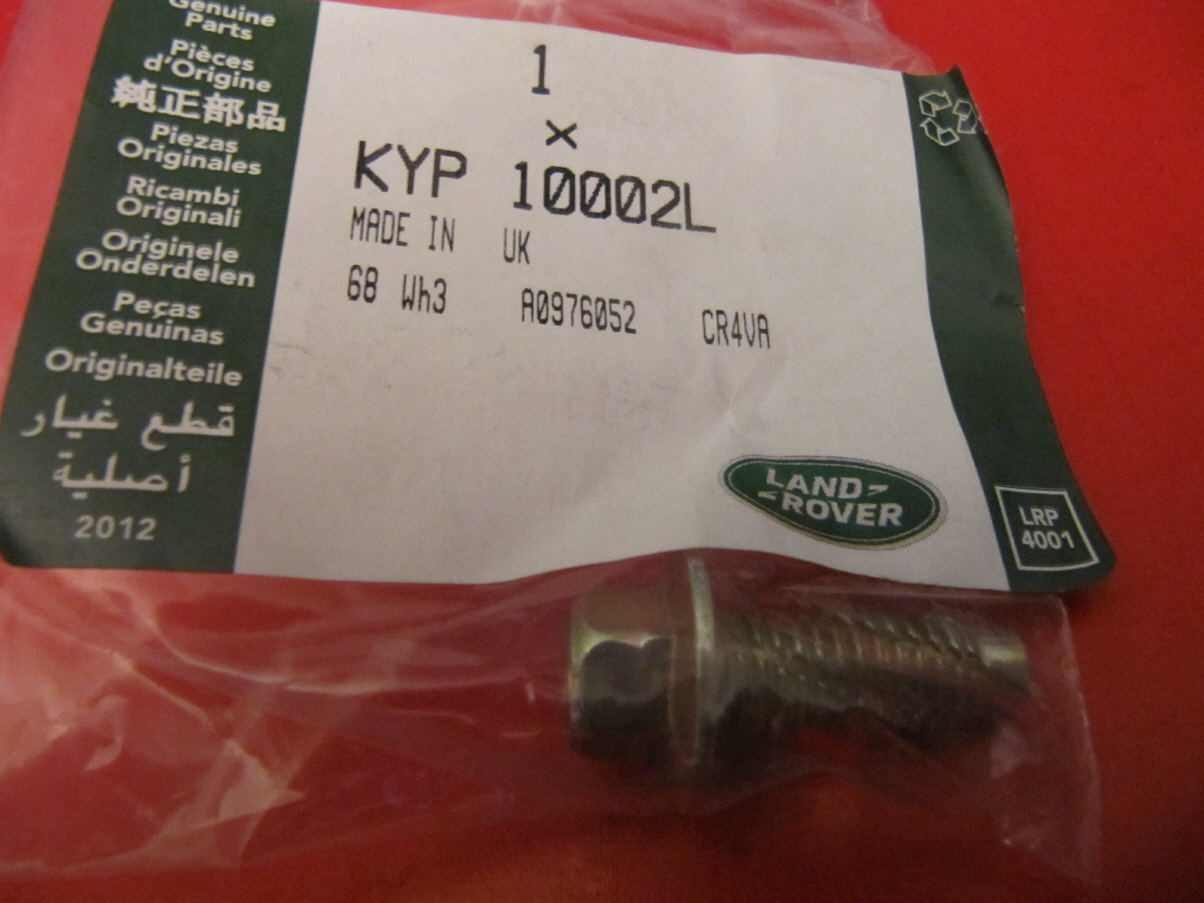 Genuine
Parts
Pièces
d'Origine
純正部品
Piezas
Originales
Ricambi
Originali
Originele
Onderdelen
Peças
Genuinas
Originalteile
قطع غيار
أصلية
2012
1
x
KYP 10002L
MADE IN UK
68 Wh3 A0976052 CR4VA
LAND
ROVER
LRP
4001